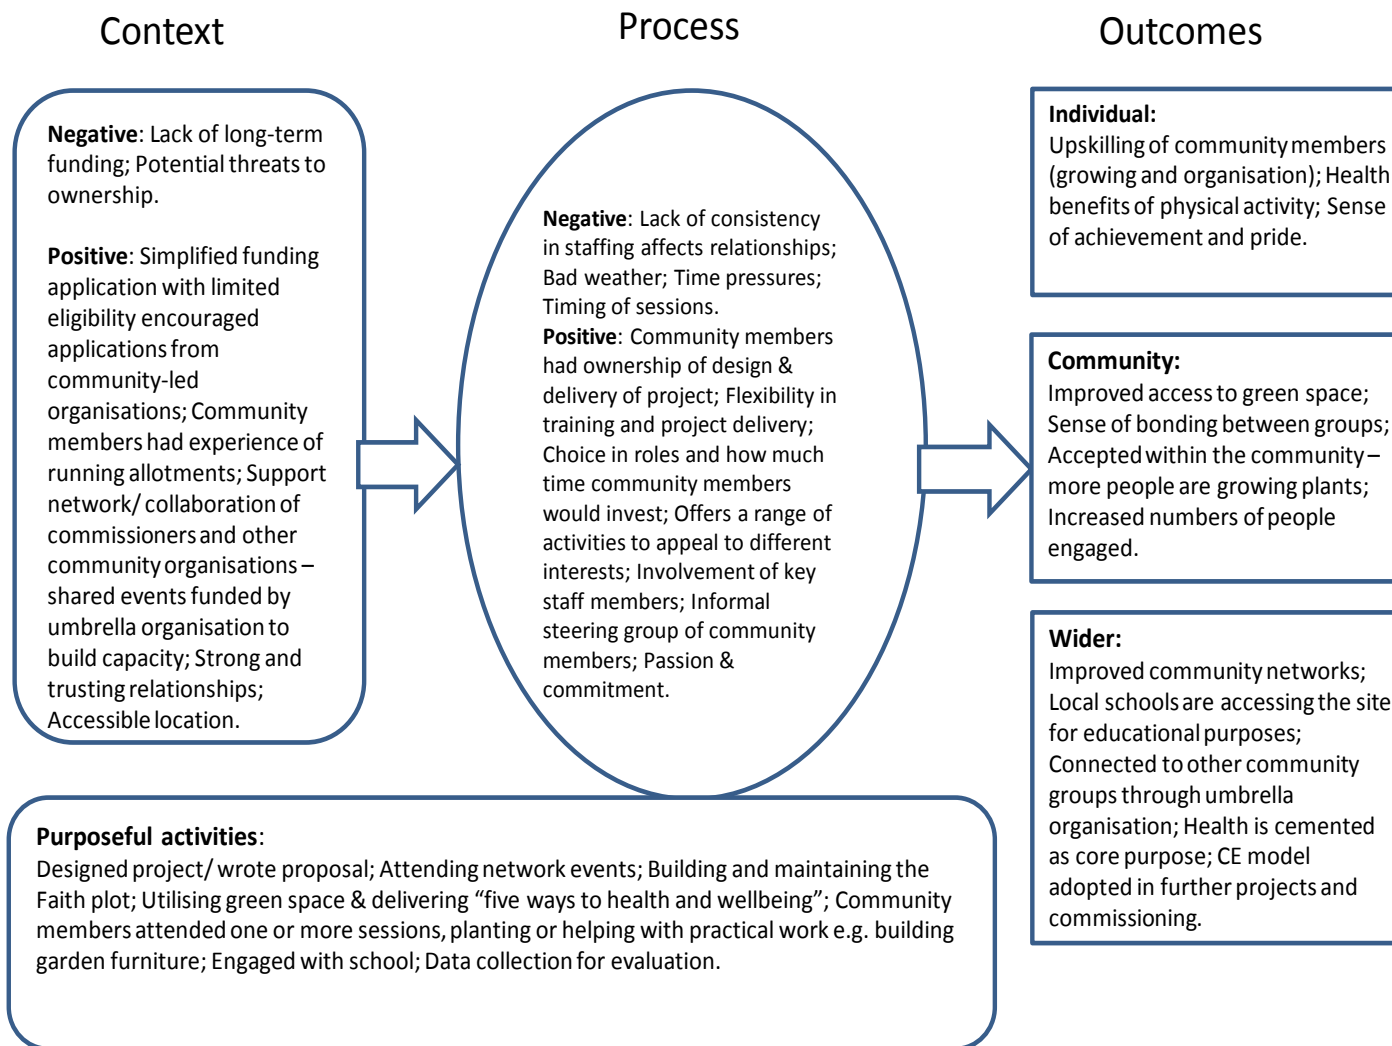 Context
Process
Outcomes
Negative: Lack of long-term
funding; Potential threats to
ownership.
Positive: Simplified funding
application with limited
eligibility encouraged
applications from
community-led
organisations; Community
members had experience of
running allotments; Support
network/ collaboration of
commissioners and other
community organisations –
shared events funded by
umbrella organisation to
build capacity; Strong and
trusting relationships;
Accessible location.
Negative: Lack of consistency
in staffing affects relationships;
Bad weather; Time pressures;
Timing of sessions.
Positive: Community members
had ownership of design &
delivery of project; Flexibility in
training and project delivery;
Choice in roles and how much
time community members
would invest; Offers a range of
activities to appeal to different
interests; Involvement of key
staff members; Informal
steering group of community
members; Passion &
commitment.
Individual:
Upskilling of community members
(growing and organisation); Health
benefits of physical activity; Sense
of achievement and pride.
Community:
Improved access to green space;
Sense of bonding between groups;
Accepted within the community –
more people are growing plants;
Increased numbers of people
engaged.
Wider:
Improved community networks;
Local schools are accessing the site
for educational purposes;
Connected to other community
groups through umbrella
organisation; Health is cemented
as core purpose; CE model
adopted in further projects and
commissioning.
Purposeful activities:
Designed project/ wrote proposal; Attending network events; Building and maintaining the
Faith plot; Utilising green space & delivering “five ways to health and wellbeing”; Community
members attended one or more sessions, planting or helping with practical work e.g. building
garden furniture; Engaged with school; Data collection for evaluation.